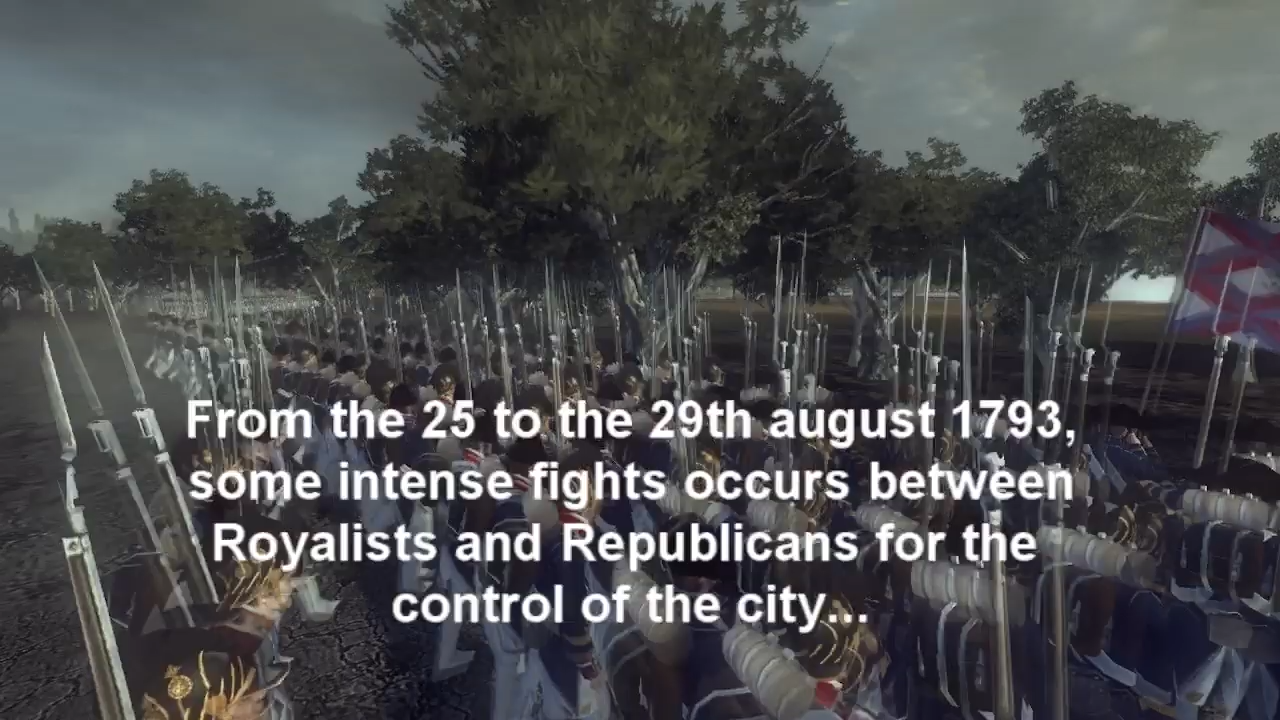 From the 25 to the 29th august 1793,
some intense fights occurs between
Royalists and Republicans for the
control of the city...